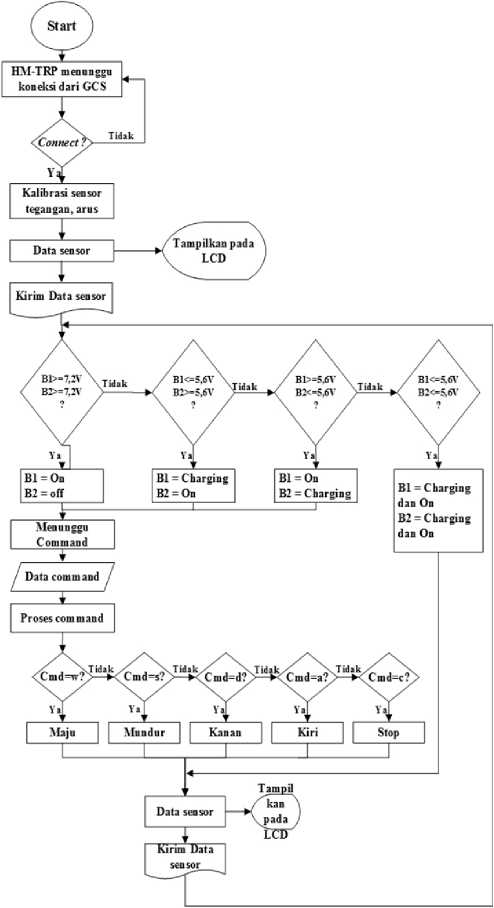 Start
HM-TRP menunggu
koneksi dari GCS
Connect ?
Tidak
Ya
Kalibrasi sensor
tegangan, arus
Data sensor
Tampilkan pada
LCD
Kirim Data sensor
B1>=7,2V
B2>=7,2V
?
Tidak
B1<=5,6V
B2>=5,6V
?
Tidak
B1>=5,6V
B2<=5,6V
?
Tidak
B1<=5,6V
B2<=5,6V
?
Ya
Ya
Ya
Ya
B1 = On
B2 = off
B1 = Charging
B2 = On
B1 = On
B2 = Charging
B1 = Charging
dan On
B2 = Charging
dan On
Menunggu
Command
Data command
Proses command
Cmd=w?
Tidak
Cmd=s?
Tidak
Cmd=d?
Tidak
Cmd=a?
Tidak
Cmd=c?
Ya
Ya
Ya
Ya
Ya
Maju
Mundur
Kanan
Kiri
Stop
Data sensor
Tampil
kan
pada
LCD
Kirim Data
sensor